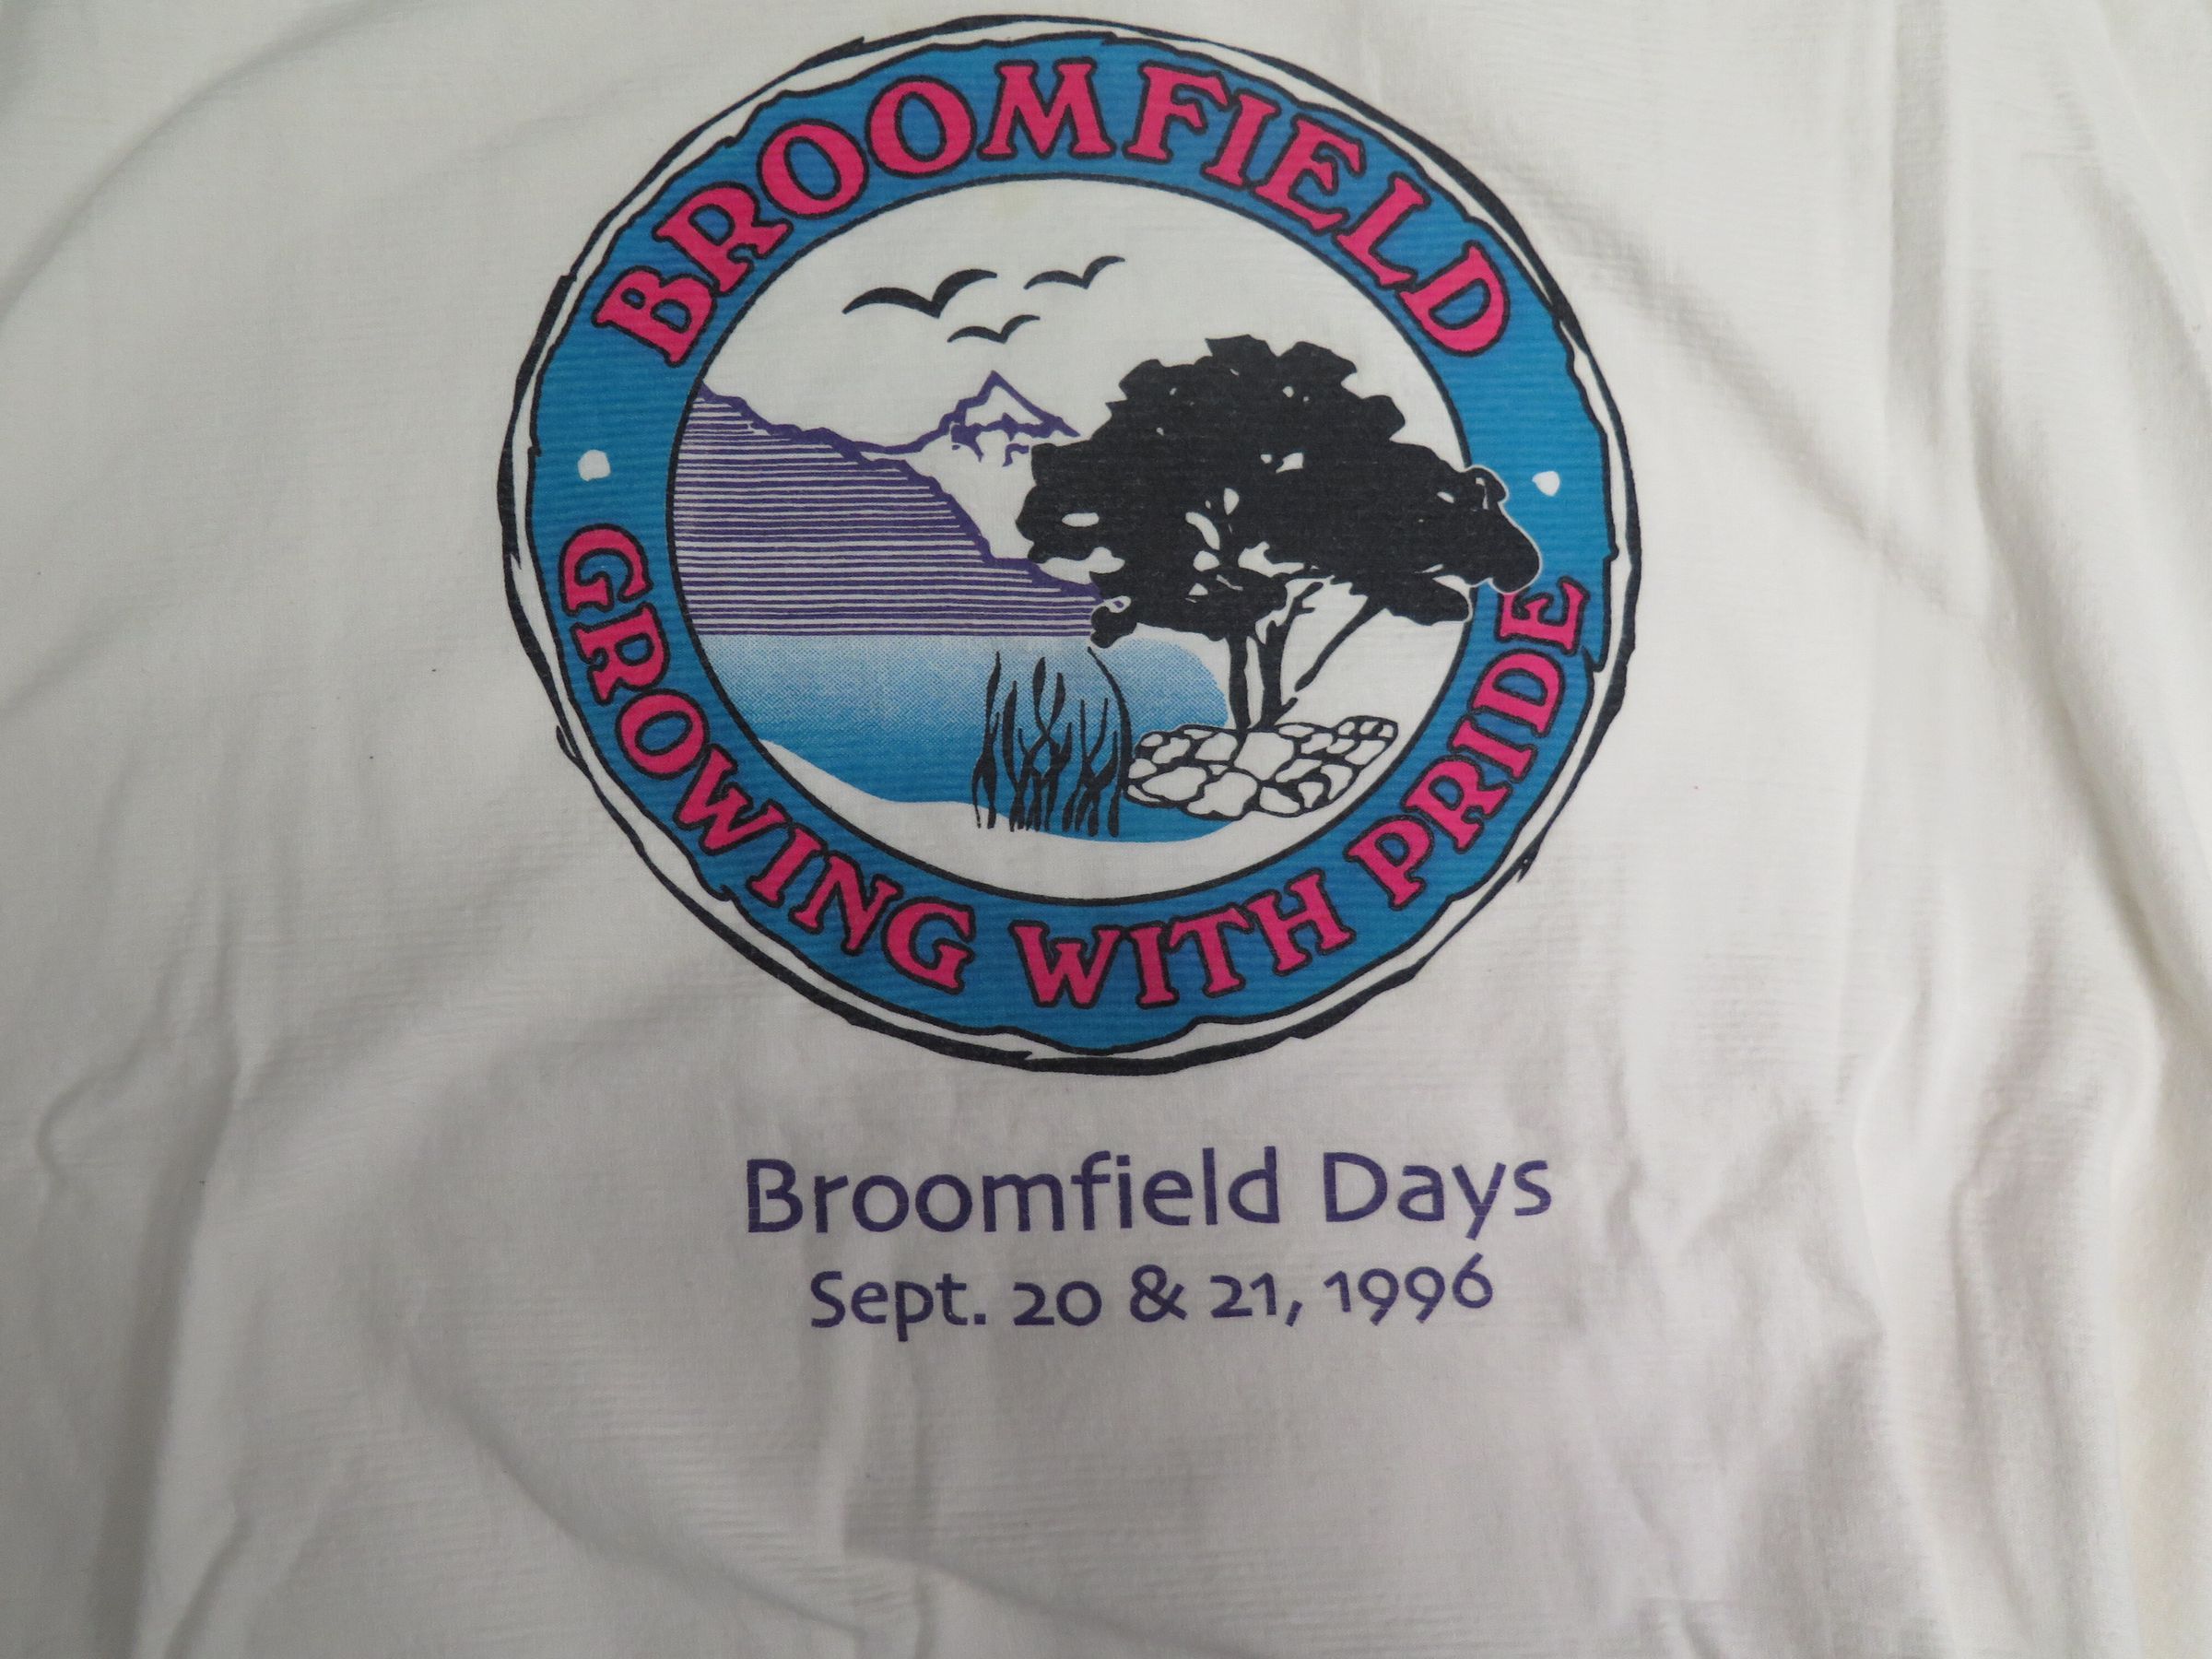 BROOMFIELD
GROWING WITH PRIDE
Broomfield Days
Sept. 20 & 21, 1996